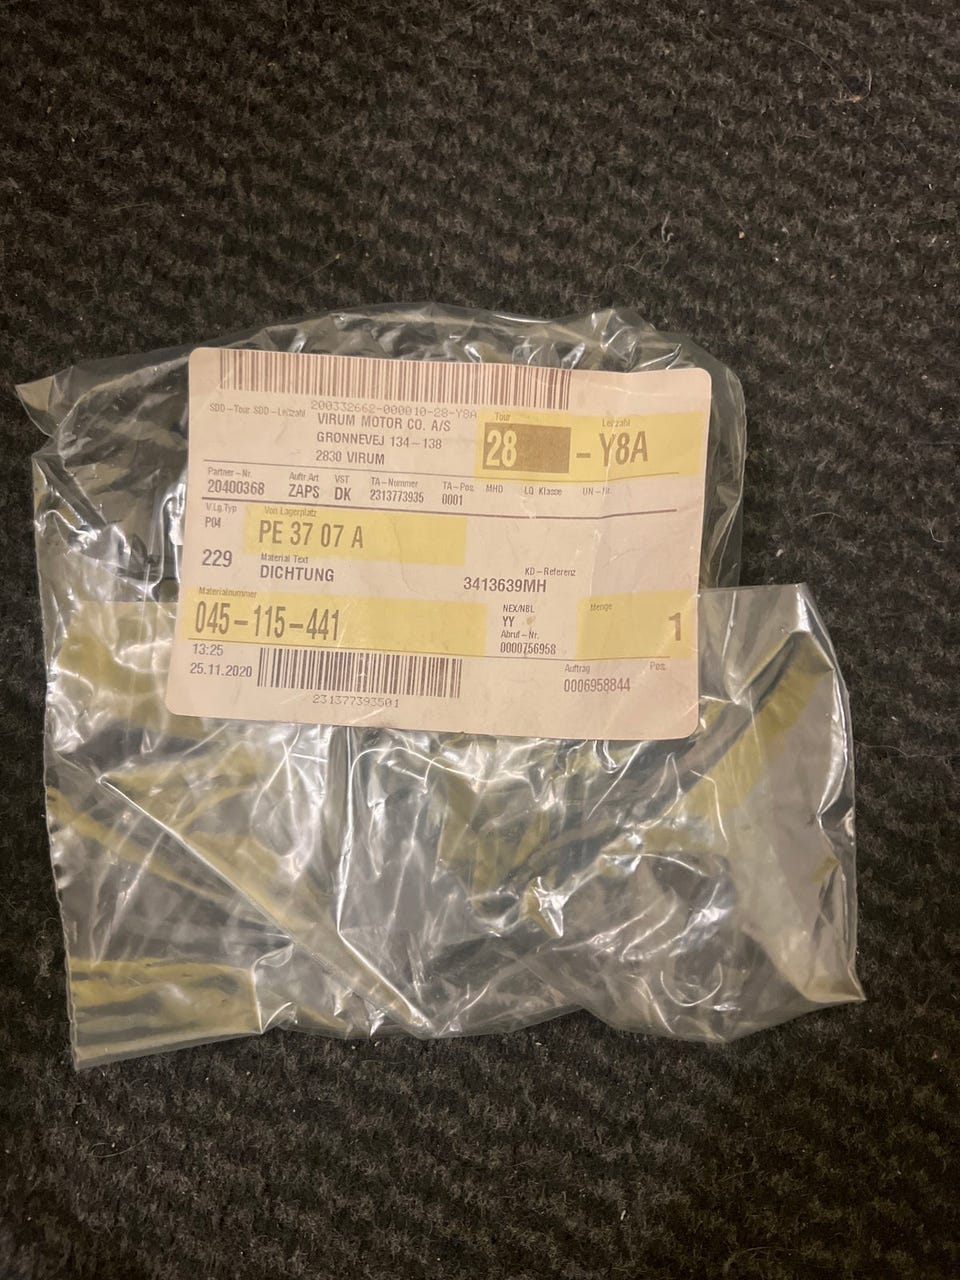 200332662-000010-28-Y8A
SDD-Tour SDD-Leitzahl
VIRUM MOTOR CO. A/S
GRONNEVEJ 134-138
2830 VIRUM
Tour Leitzahl
28 -Y8A
Partner-Nr. Auftr.Art VST TA-Nummer TA-Pos. MHD LQ Klasse UN-Nr.
20400368 ZAPS DK 2313773935 0001
V.Lg.Typ Von Lagerplatz
P04 PE 37 07 A
229 Material Text KD-Referenz
DICHTUNG 3413639MH
Materialnummer NEX/NBL Menge
045-115-441 YY 1
Abruf-Nr.
0000756958
13:25 Auftrag Pos.
25.11.2020 0006958844
231377393501